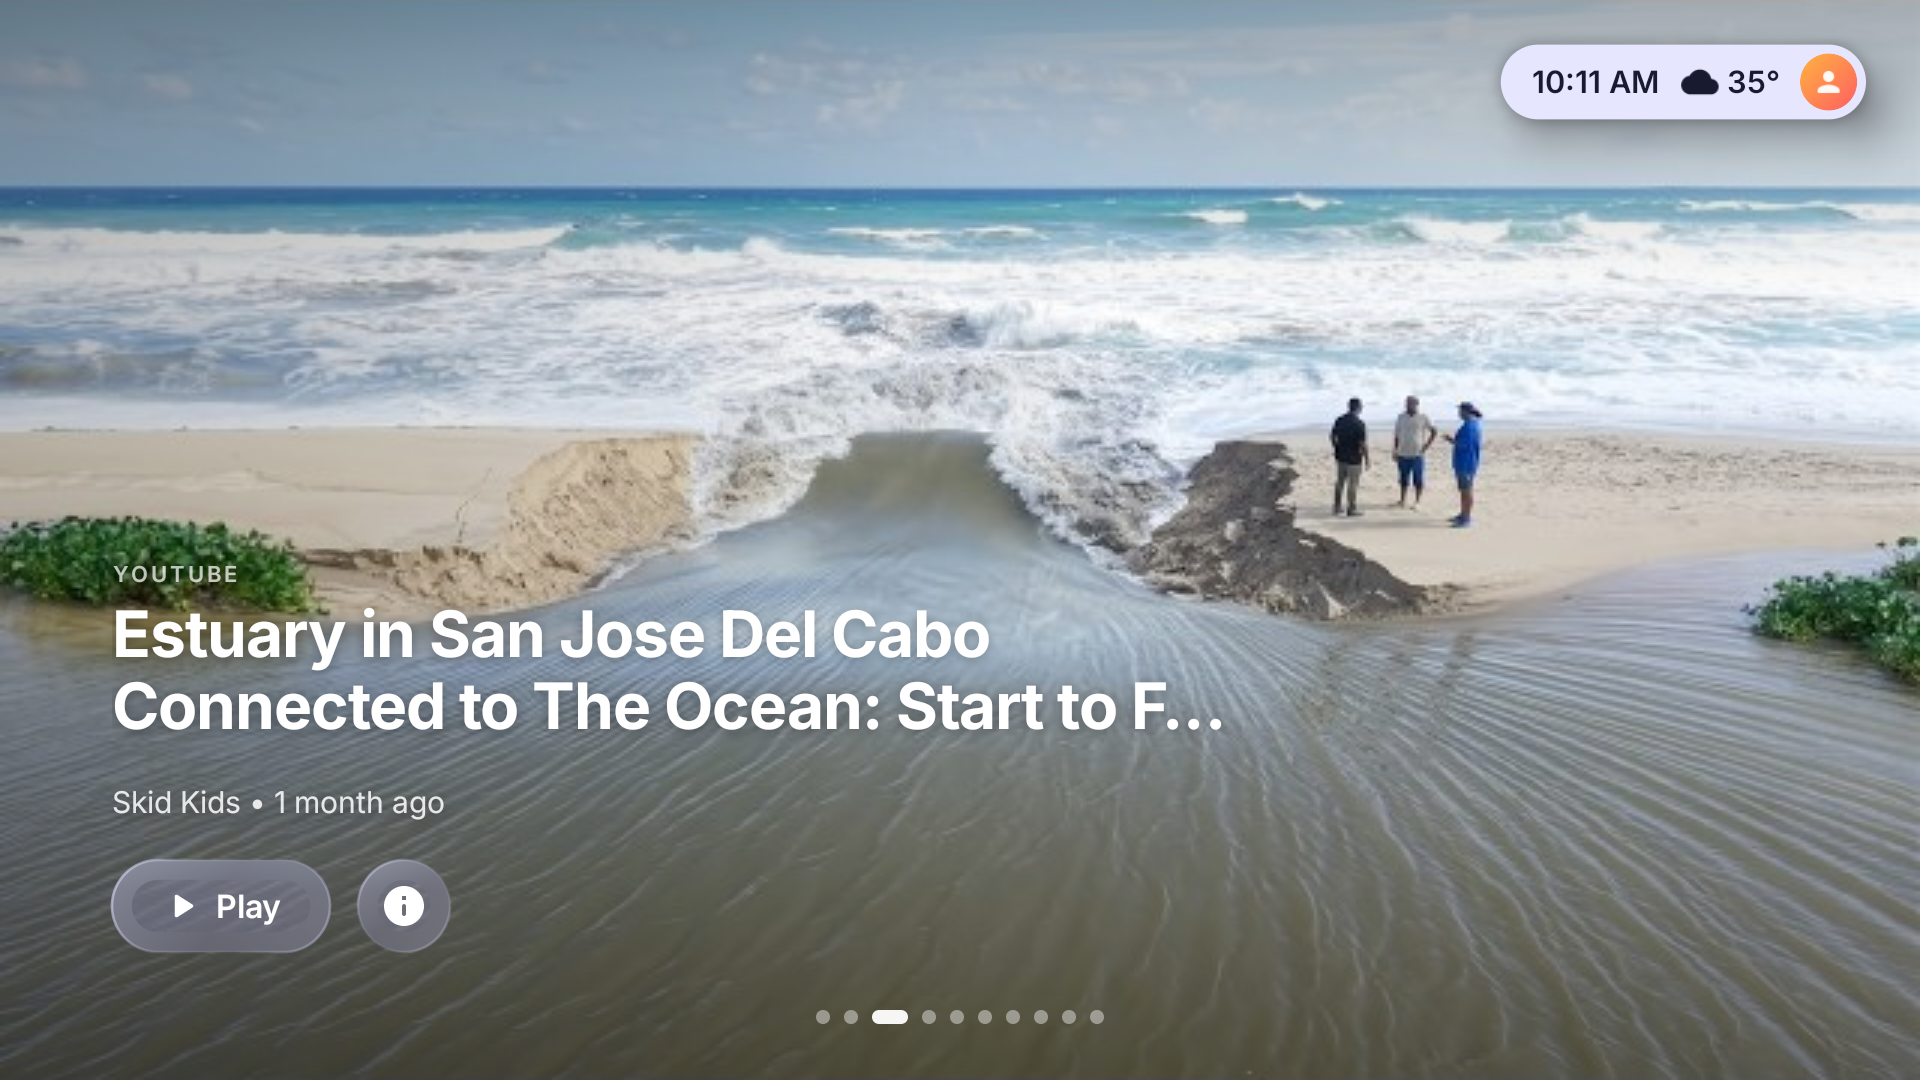 10:11 AM 35°
YOUTUBE
Estuary in San Jose Del Cabo
Connected to The Ocean: Start to F...
Skid Kids • 1 month ago
Play